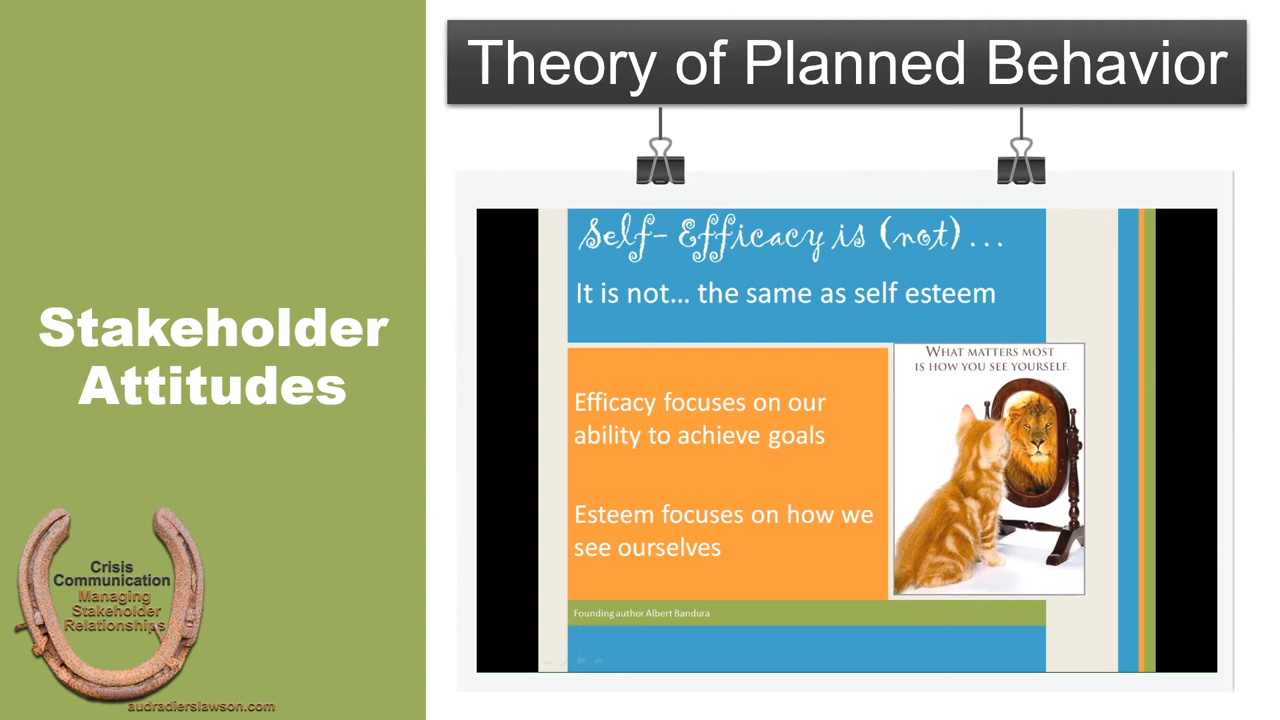 Theory of Planned Behavior
Stakeholder
Attitudes
Self-Efficacy is (not)...
It is not... the same as self esteem
Efficacy focuses on our
ability to achieve goals
Esteem focuses on how we
see ourselves
WHAT MATTERS MOST
IS HOW YOU SEE YOURSELF.
Founding author Albert Bandura
Crisis
Communication
Managing
Stakeholder
Relationships
audradierslawson.com